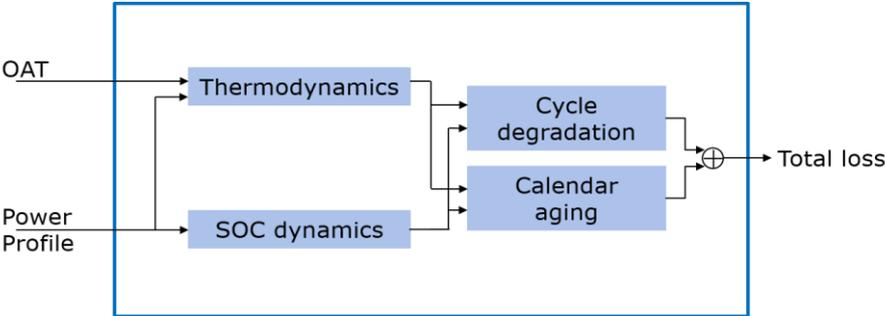 OAT
Thermodynamics
Cycle
degradation
Total loss
Calendar
aging
Power
Profile
SOC dynamics